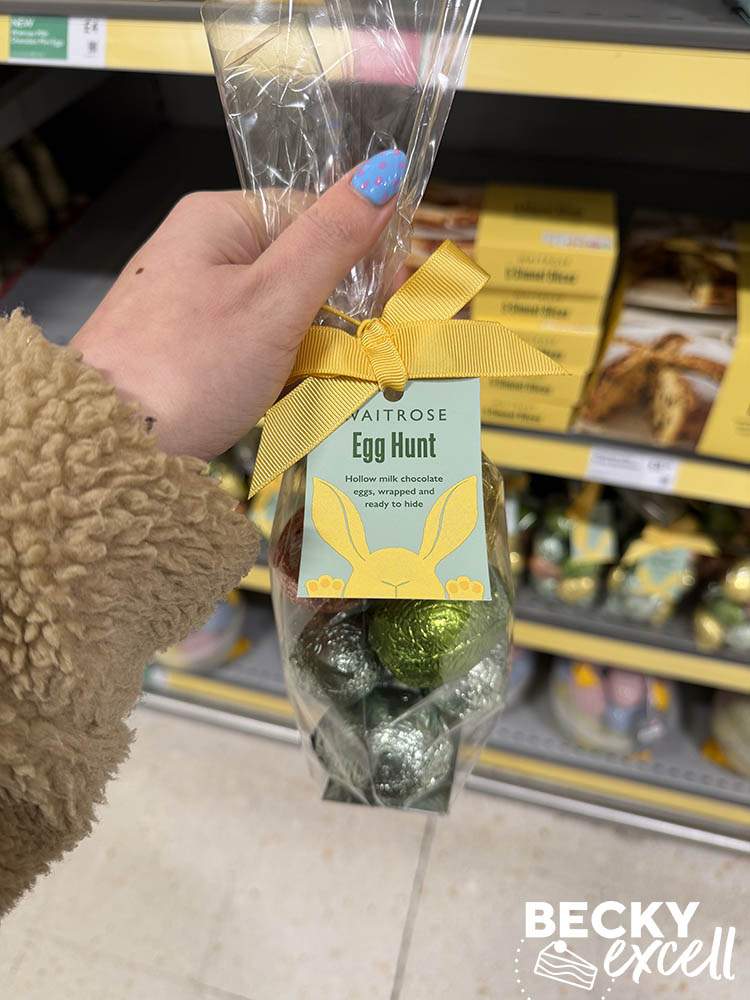 NEW
WAITROSE
Egg Hunt
Hollow milk chocolate
eggs, wrapped and
ready to hide
BECKY
excell